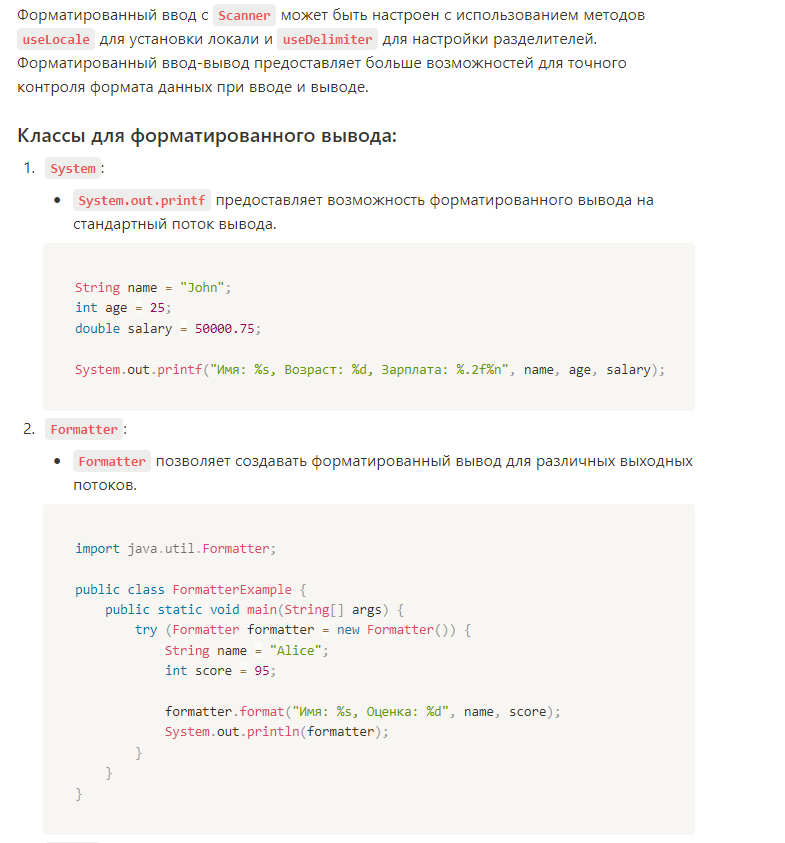 Форматированный ввод с Scanner может быть настроен с использованием методов
useLocale для установки локали и useDelimiter для настройки разделителей.
Форматированный ввод-вывод предоставляет больше возможностей для точного
контроля формата данных при вводе и выводе.
Классы для форматированного вывода:
1. System:
• System.out.printf предоставляет возможность форматированного вывода на
стандартный поток вывода.
String name = "John";
int age = 25;
double salary = 50000.75;
System.out.printf("Имя: %s, Возраст: %d, Зарплата: %.2f%n", name, age, salary);
2. Formatter:
• Formatter позволяет создавать форматированный вывод для различных выходных
потоков.
import java.util.Formatter;
public class FormatterExample {
    public static void main(String[] args) {
        try (Formatter formatter = new Formatter()) {
            String name = "Alice";
            int score = 95;
            formatter.format("Имя: %s, Оценка: %d", name, score);
            System.out.println(formatter);
        }
    }
}